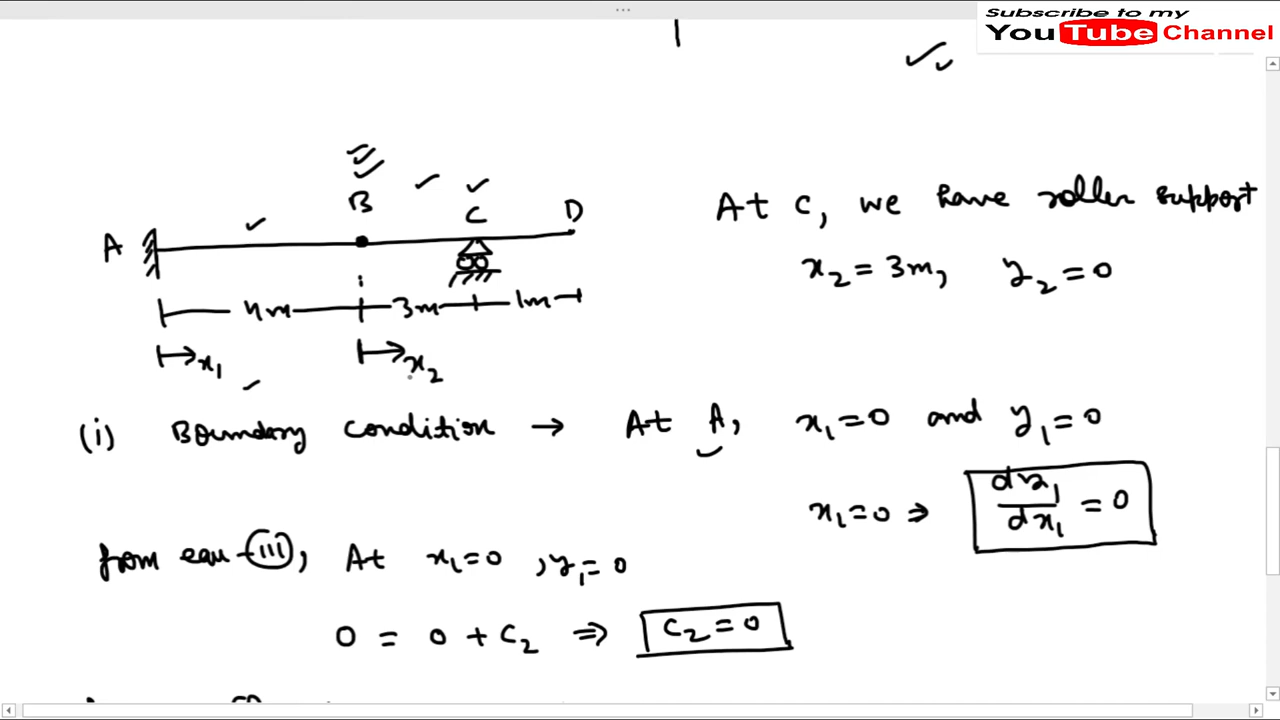 Subscribe to my
YouTube Channel
A B C D
4m 3m 1m
x₁ x₂
At C, we have roller support
x₂ = 3m, y₂ = 0
(i) Boundary condition → At A, x₁ = 0 and y₁ = 0
x₁ = 0 ⇒ dy₁/dx₁ = 0
from equ - (III), At x₁ = 0, y₁ = 0
0 = 0 + C₂ ⇒ C₂ = 0